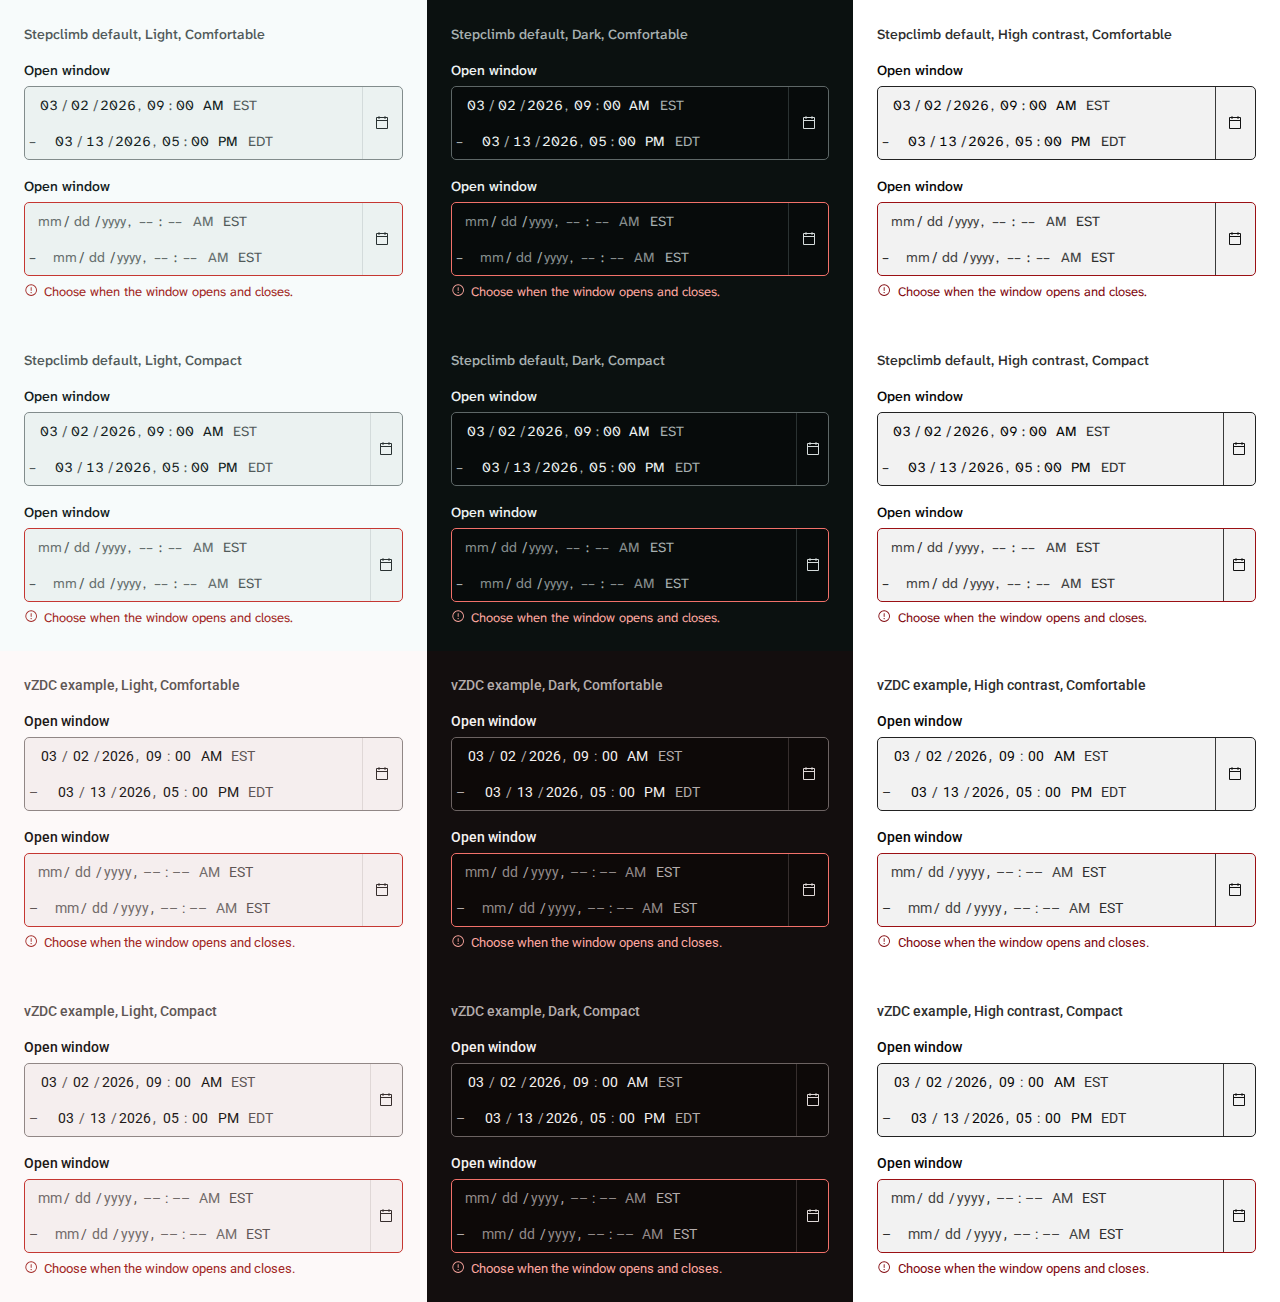 Stepclimb default, Light, Comfortable
Open window
03 / 02 / 2026, 09 : 00 AM EST
– 03 / 13 / 2026, 05 : 00 PM EDT
Open window
mm / dd / yyyy, –– : –– AM EST
– mm / dd / yyyy, –– : –– AM EST
Choose when the window opens and closes.
Stepclimb default, Dark, Comfortable
Open window
03 / 02 / 2026, 09 : 00 AM EST
– 03 / 13 / 2026, 05 : 00 PM EDT
Open window
mm / dd / yyyy, –– : –– AM EST
– mm / dd / yyyy, –– : –– AM EST
Choose when the window opens and closes.
Stepclimb default, High contrast, Comfortable
Open window
03 / 02 / 2026, 09 : 00 AM EST
– 03 / 13 / 2026, 05 : 00 PM EDT
Open window
mm / dd / yyyy, –– : –– AM EST
– mm / dd / yyyy, –– : –– AM EST
Choose when the window opens and closes.
Stepclimb default, Light, Compact
Open window
03 / 02 / 2026, 09 : 00 AM EST
– 03 / 13 / 2026, 05 : 00 PM EDT
Open window
mm / dd / yyyy, –– : –– AM EST
– mm / dd / yyyy, –– : –– AM EST
Choose when the window opens and closes.
Stepclimb default, Dark, Compact
Open window
03 / 02 / 2026, 09 : 00 AM EST
– 03 / 13 / 2026, 05 : 00 PM EDT
Open window
mm / dd / yyyy, –– : –– AM EST
– mm / dd / yyyy, –– : –– AM EST
Choose when the window opens and closes.
Stepclimb default, High contrast, Compact
Open window
03 / 02 / 2026, 09 : 00 AM EST
– 03 / 13 / 2026, 05 : 00 PM EDT
Open window
mm / dd / yyyy, –– : –– AM EST
– mm / dd / yyyy, –– : –– AM EST
Choose when the window opens and closes.
vZDC example, Light, Comfortable
Open window
03 / 02 / 2026, 09 : 00 AM EST
– 03 / 13 / 2026, 05 : 00 PM EDT
Open window
mm / dd / yyyy, –– : –– AM EST
– mm / dd / yyyy, –– : –– AM EST
Choose when the window opens and closes.
vZDC example, Dark, Comfortable
Open window
03 / 02 / 2026, 09 : 00 AM EST
– 03 / 13 / 2026, 05 : 00 PM EDT
Open window
mm / dd / yyyy, –– : –– AM EST
– mm / dd / yyyy, –– : –– AM EST
Choose when the window opens and closes.
vZDC example, High contrast, Comfortable
Open window
03 / 02 / 2026, 09 : 00 AM EST
– 03 / 13 / 2026, 05 : 00 PM EDT
Open window
mm / dd / yyyy, –– : –– AM EST
– mm / dd / yyyy, –– : –– AM EST
Choose when the window opens and closes.
vZDC example, Light, Compact
Open window
03 / 02 / 2026, 09 : 00 AM EST
– 03 / 13 / 2026, 05 : 00 PM EDT
Open window
mm / dd / yyyy, –– : –– AM EST
– mm / dd / yyyy, –– : –– AM EST
Choose when the window opens and closes.
vZDC example, Dark, Compact
Open window
03 / 02 / 2026, 09 : 00 AM EST
– 03 / 13 / 2026, 05 : 00 PM EDT
Open window
mm / dd / yyyy, –– : –– AM EST
– mm / dd / yyyy, –– : –– AM EST
Choose when the window opens and closes.
vZDC example, High contrast, Compact
Open window
03 / 02 / 2026, 09 : 00 AM EST
– 03 / 13 / 2026, 05 : 00 PM EDT
Open window
mm / dd / yyyy, –– : –– AM EST
– mm / dd / yyyy, –– : –– AM EST
Choose when the window opens and closes.